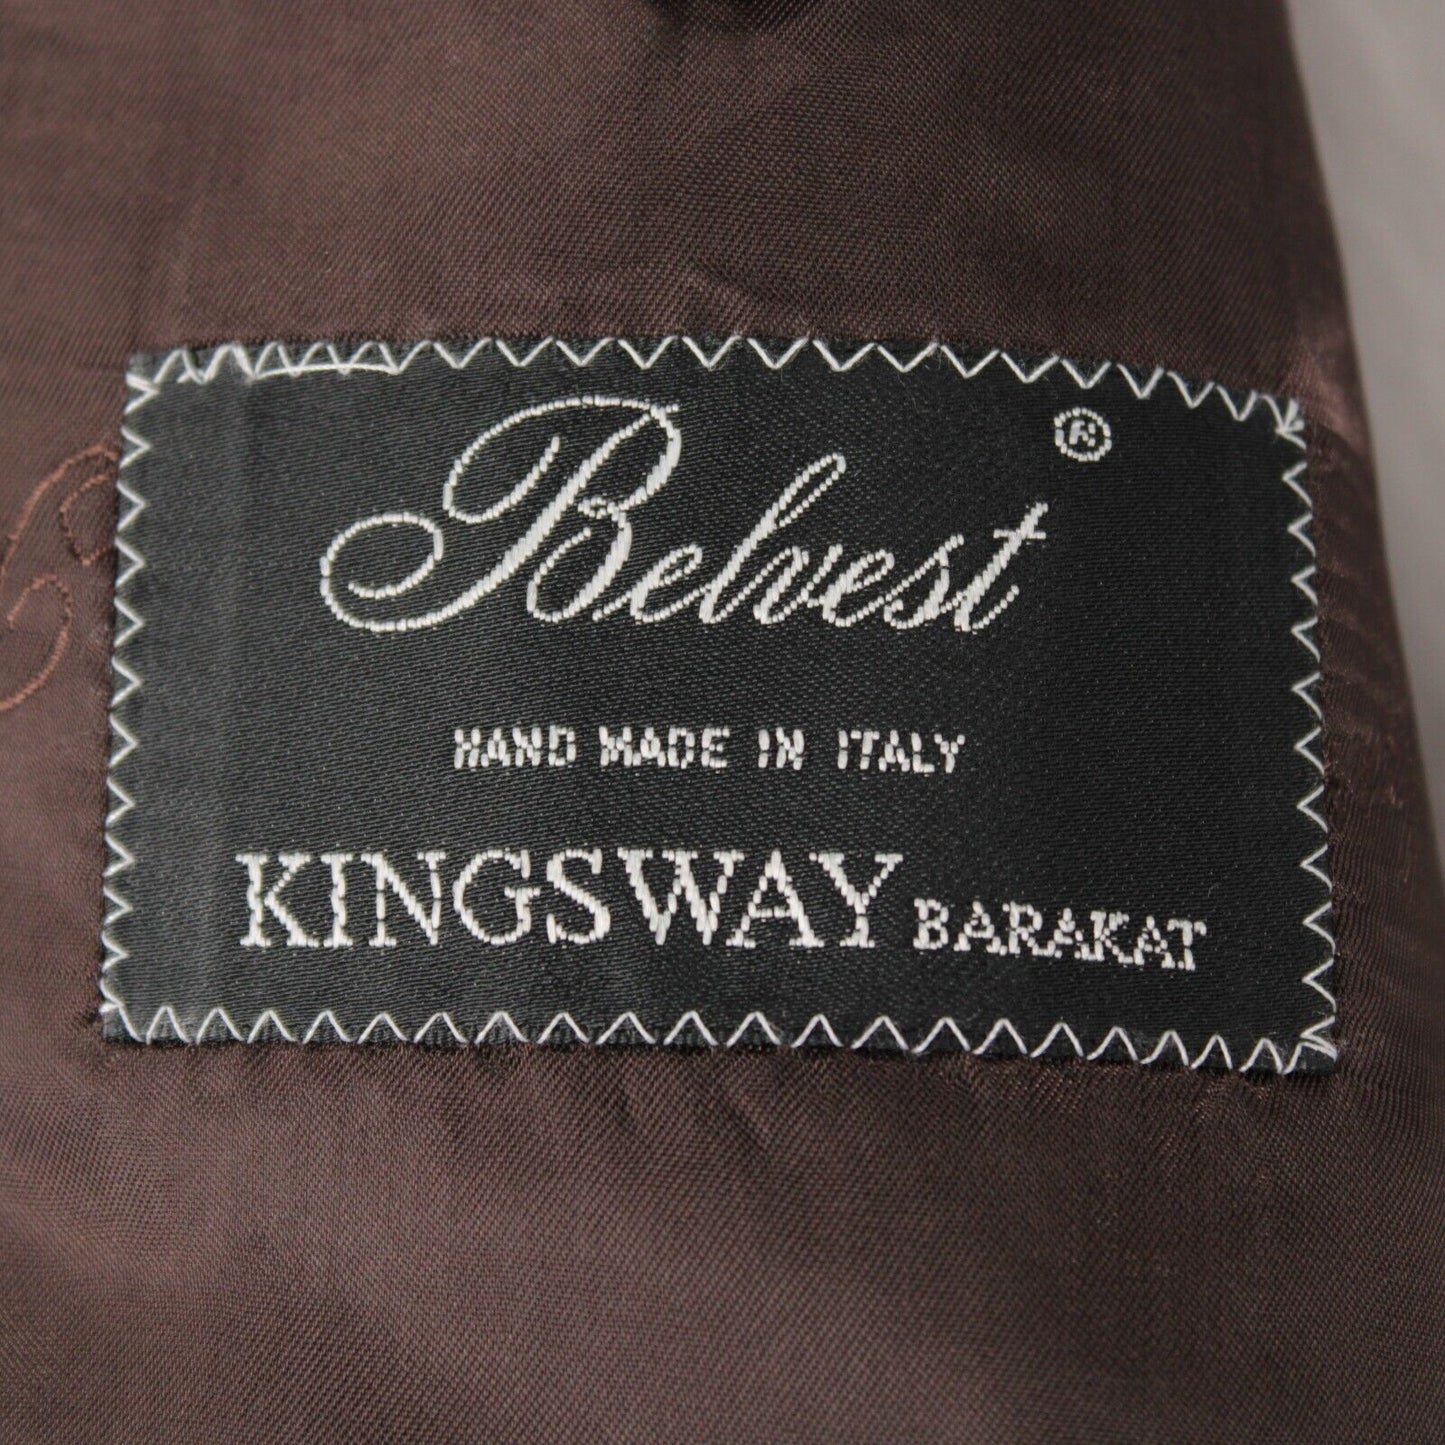 Belvest ®
HAND MADE IN ITALY
KINGSWAY BARAKAT